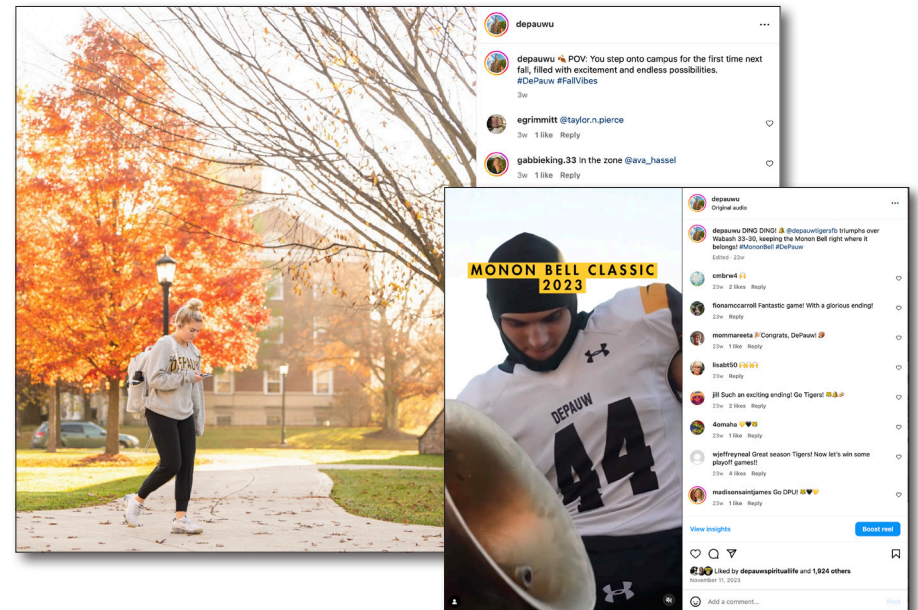 depauwu
depauwu 🍂 POV: You step onto campus for the first time next
fall, filled with excitement and endless possibilities.
#DePauw #FallVibes
3w
egrimmitt @taylor.n.pierce
3w 1 like Reply
gabbieking.33 In the zone @ava_hassel
3w 1 like Reply
DEPAUW
MONON BELL CLASSIC
2023
DEPAUW
44
depauwu
Original audio
depauwu DING DING! 🔔 @depauwtigersfb triumphs over
Wabash 33-30, keeping the Monon Bell right where it
belongs! #MononBell #DePauw
Edited · 23w
cmbrw4 🙌
23w 2 likes Reply
fionamccarroll Fantastic game! With a glorious ending!
23w Reply
mommareeta 🎉Congrats, DePauw! 🏈
23w 1 like Reply
lisabt50 🙌🙌
23w Reply
jill Such an exciting ending! Go Tigers! 🐯🔔🏈
23w 2 likes Reply
4omaha 💛🖤🐯
23w 1 like Reply
wjeffreyneal Great season Tigers! Now let's win some
playoff games!!
23w 4 likes Reply
madisonsaintjames Go DPU! 🐯🖤💛
23w 1 like Reply
View insights
Boost reel
Liked by depauwspirituallife and 1,924 others
November 11, 2023
Add a comment...
Post